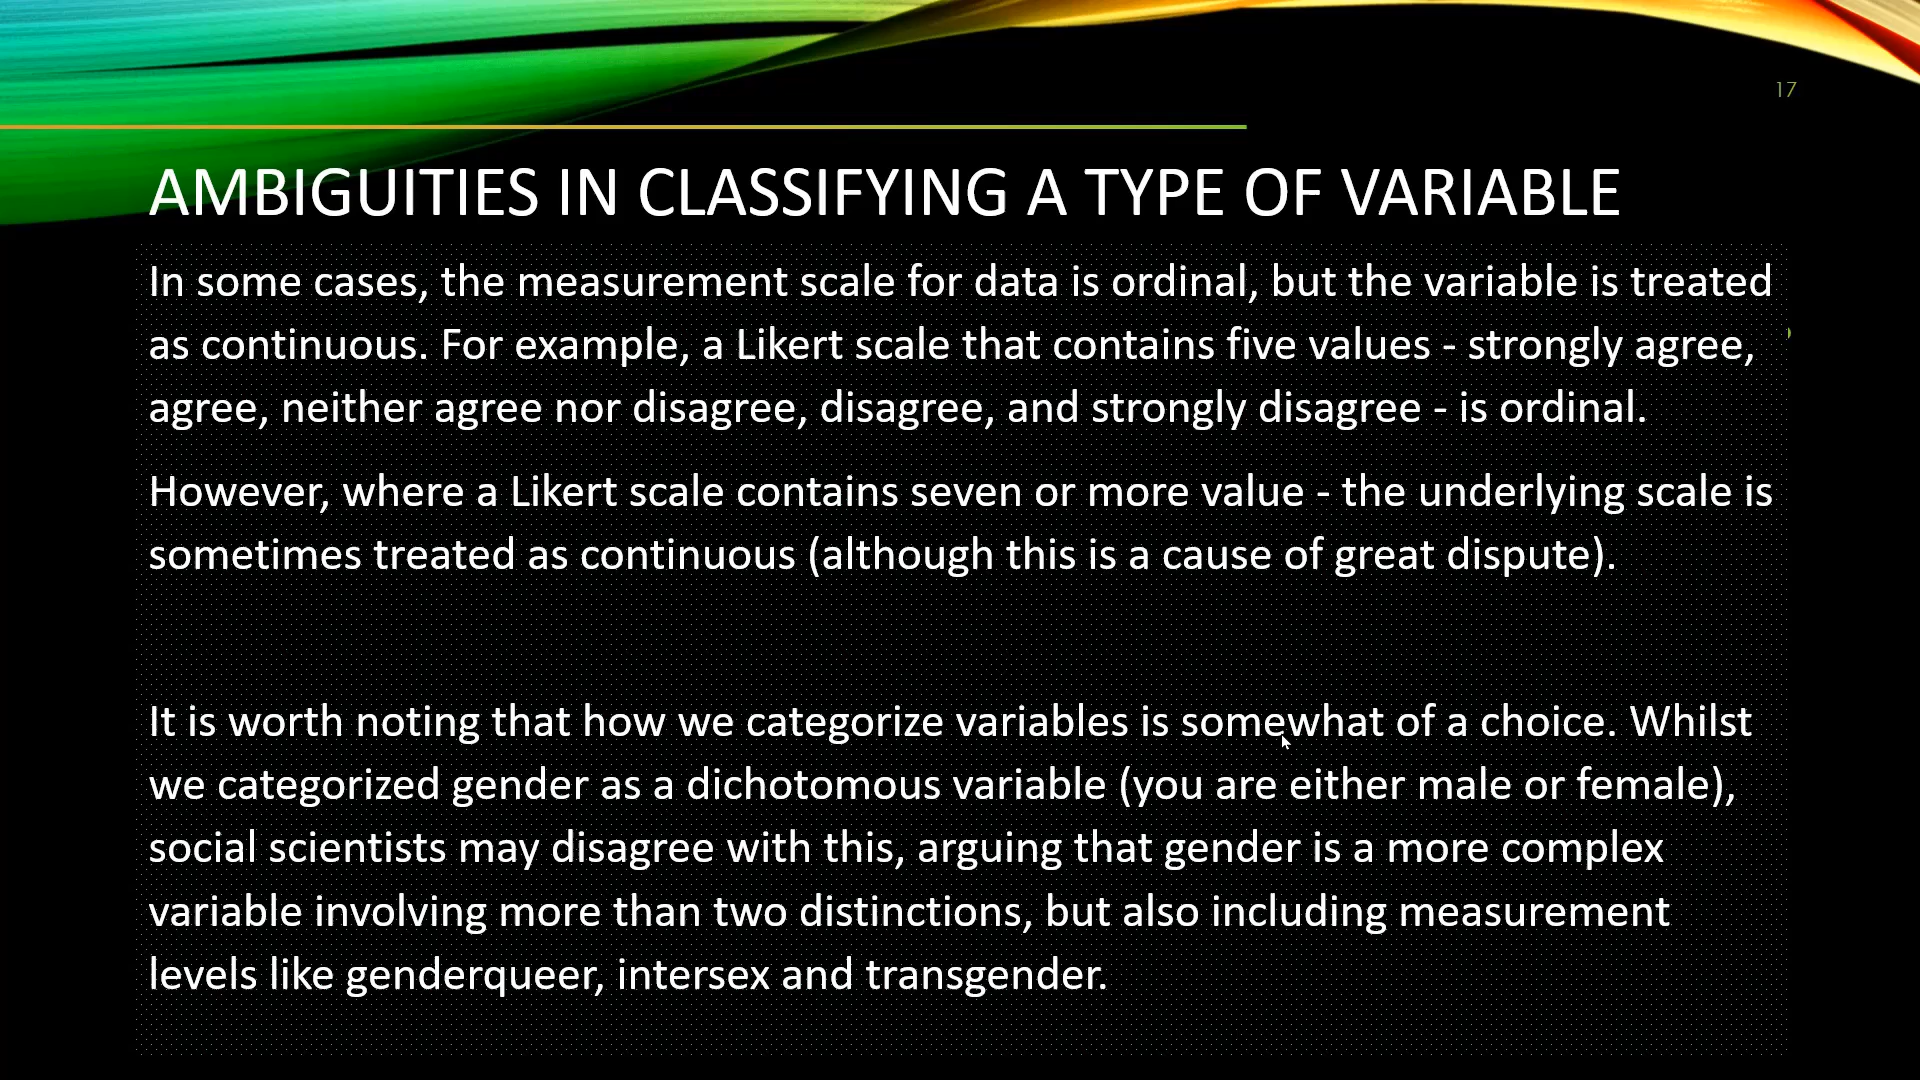 17
AMBIGUITIES IN CLASSIFYING A TYPE OF VARIABLE
In some cases, the measurement scale for data is ordinal, but the variable is treated
as continuous. For example, a Likert scale that contains five values - strongly agree,
agree, neither agree nor disagree, disagree, and strongly disagree - is ordinal.
However, where a Likert scale contains seven or more value - the underlying scale is
sometimes treated as continuous (although this is a cause of great dispute).
It is worth noting that how we categorize variables is somewhat of a choice. Whilst
we categorized gender as a dichotomous variable (you are either male or female),
social scientists may disagree with this, arguing that gender is a more complex
variable involving more than two distinctions, but also including measurement
levels like genderqueer, intersex and transgender.